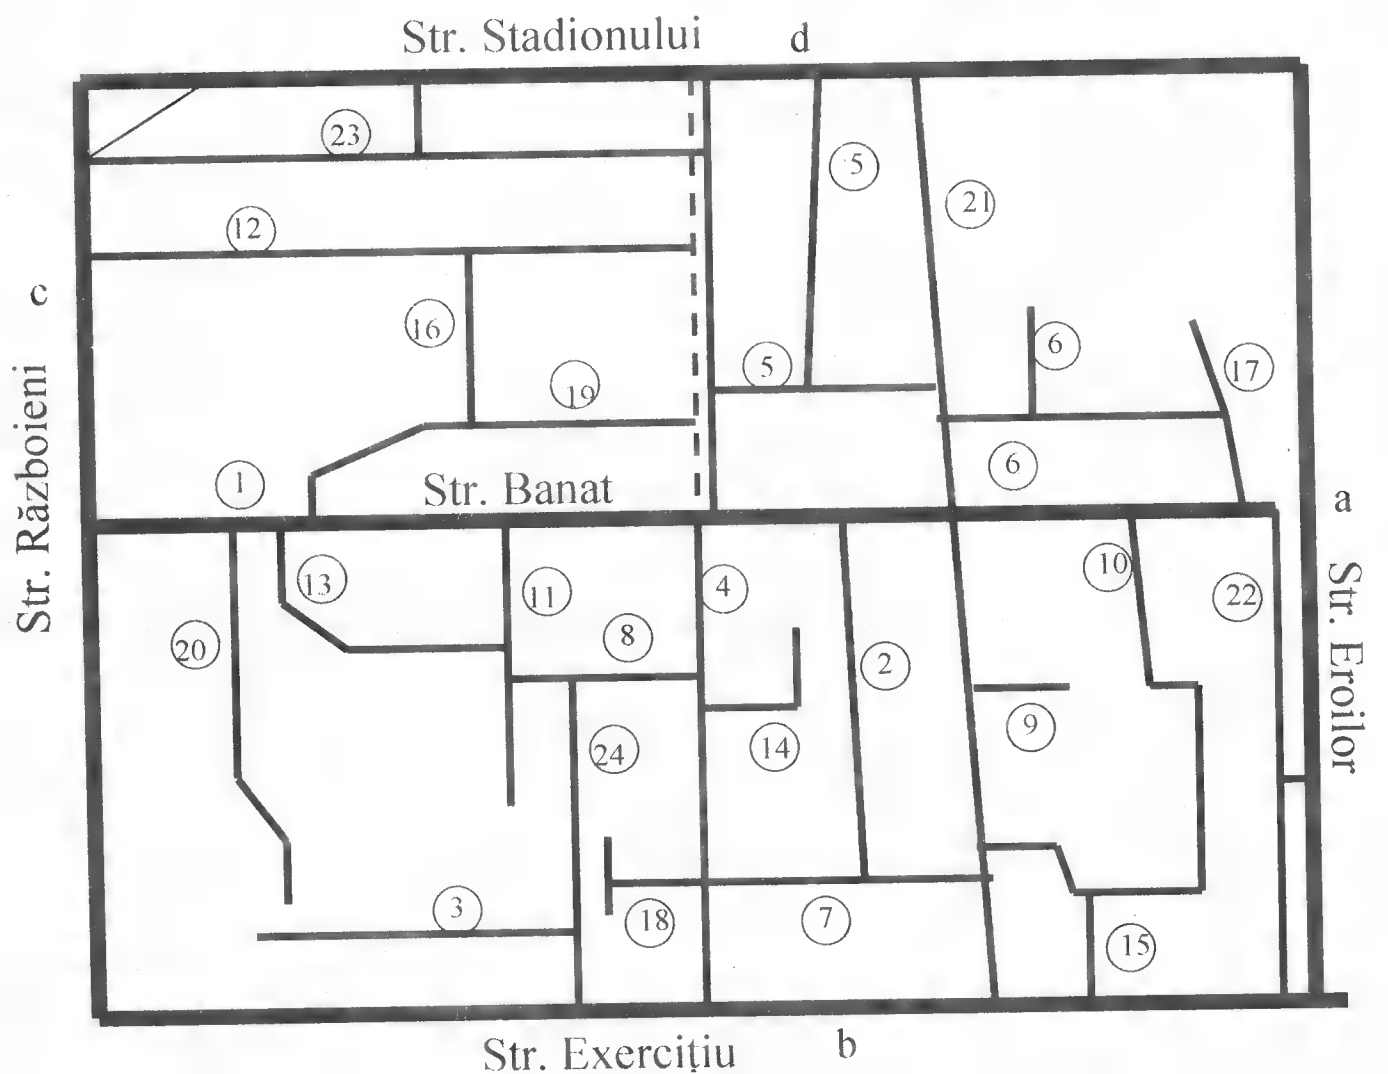 Str. Stadionului
d
23
5
21
12
c
16
19
5
6
17
6
1
Str. Banat
a
Str. Războieni
13
11
4
10
22
20
8
2
Str. Eroilor
24
14
9
3
18
7
15
Str. Exercițiu
b